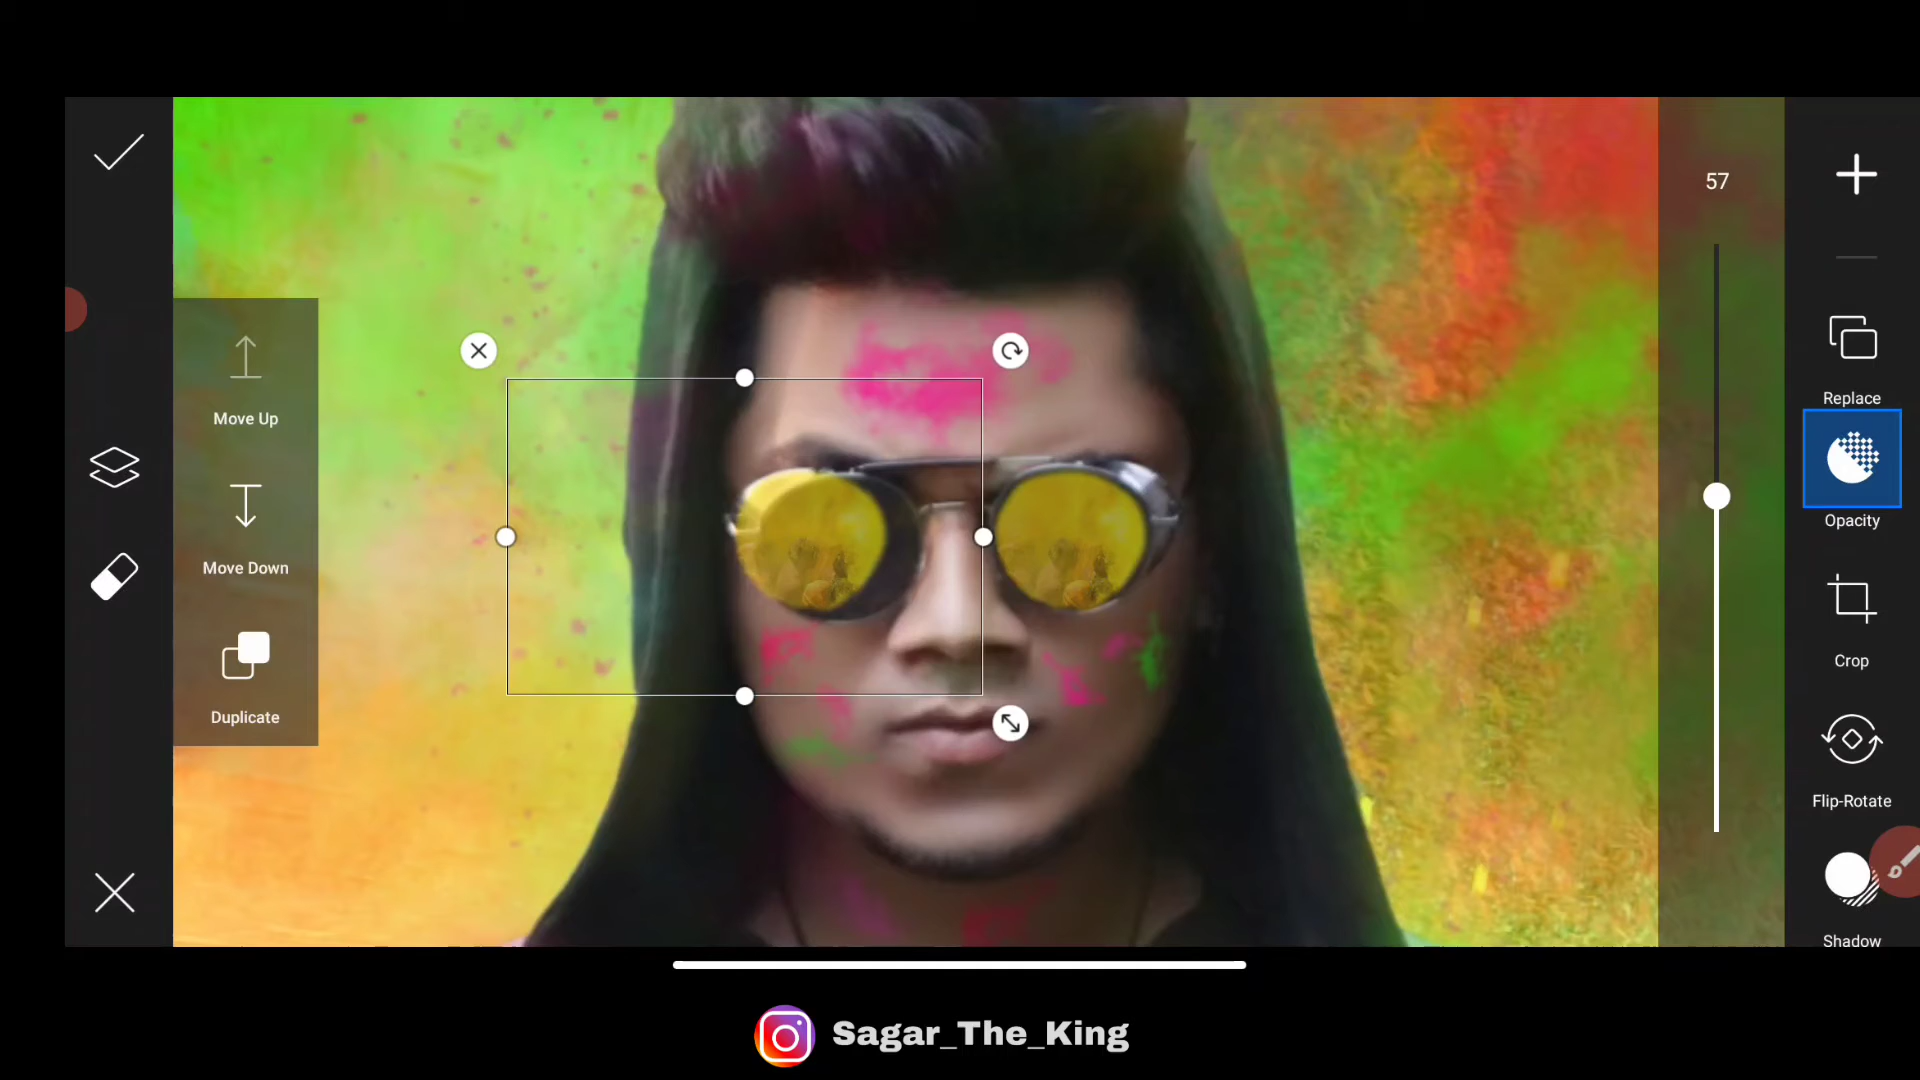 57
Move Up
Move Down
Duplicate
Replace
Opacity
Crop
Flip-Rotate
Shadow
Sagar_The_King